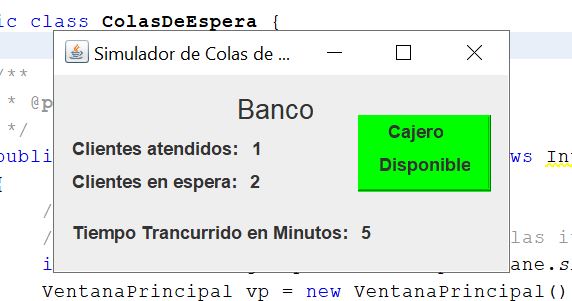 ic class ColasDeEspera {
Simulador de Colas de ...
/**
* @p
*/
Banco
Cajero
Disponible
Clientes atendidos: 1
publi
ws In
Clientes en espera: 2
{
/
Tiempo Trancurrido en Minutos: 5
/
las i
i
ane.s
VentanaPrincipal vp = new VentanaPrincipal()